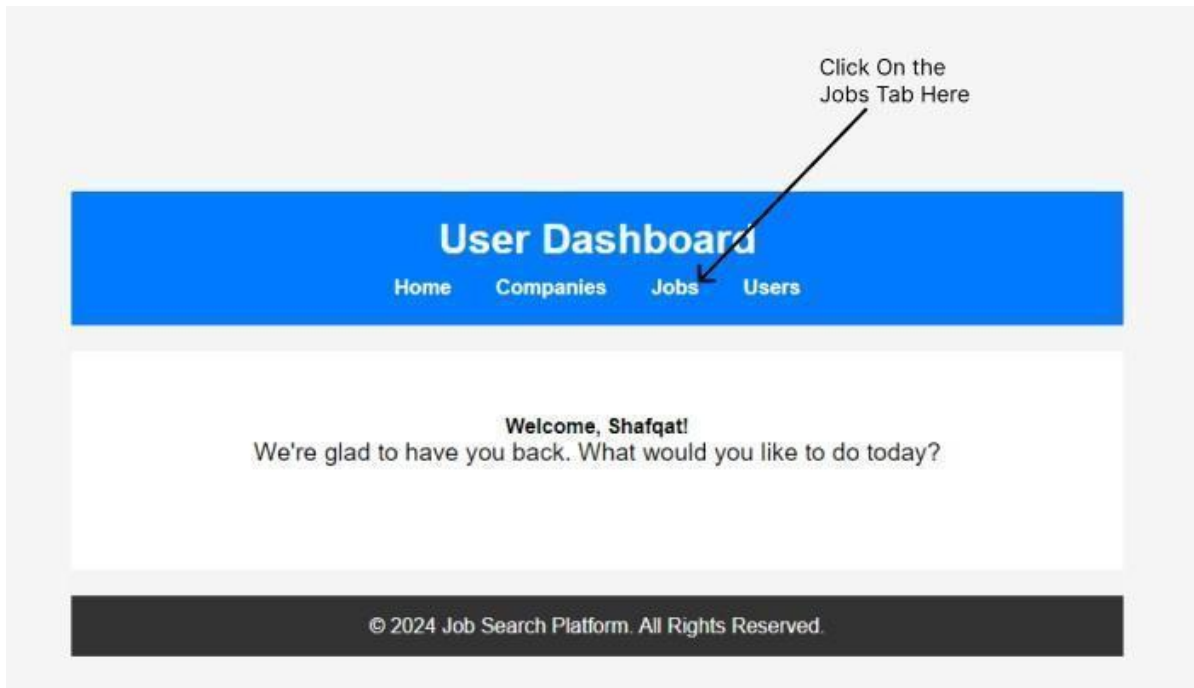 Click On the
Jobs Tab Here
User Dashboard
Home Companies Jobs Users
Welcome, Shafqat!
We're glad to have you back. What would you like to do today?
© 2024 Job Search Platform. All Rights Reserved.